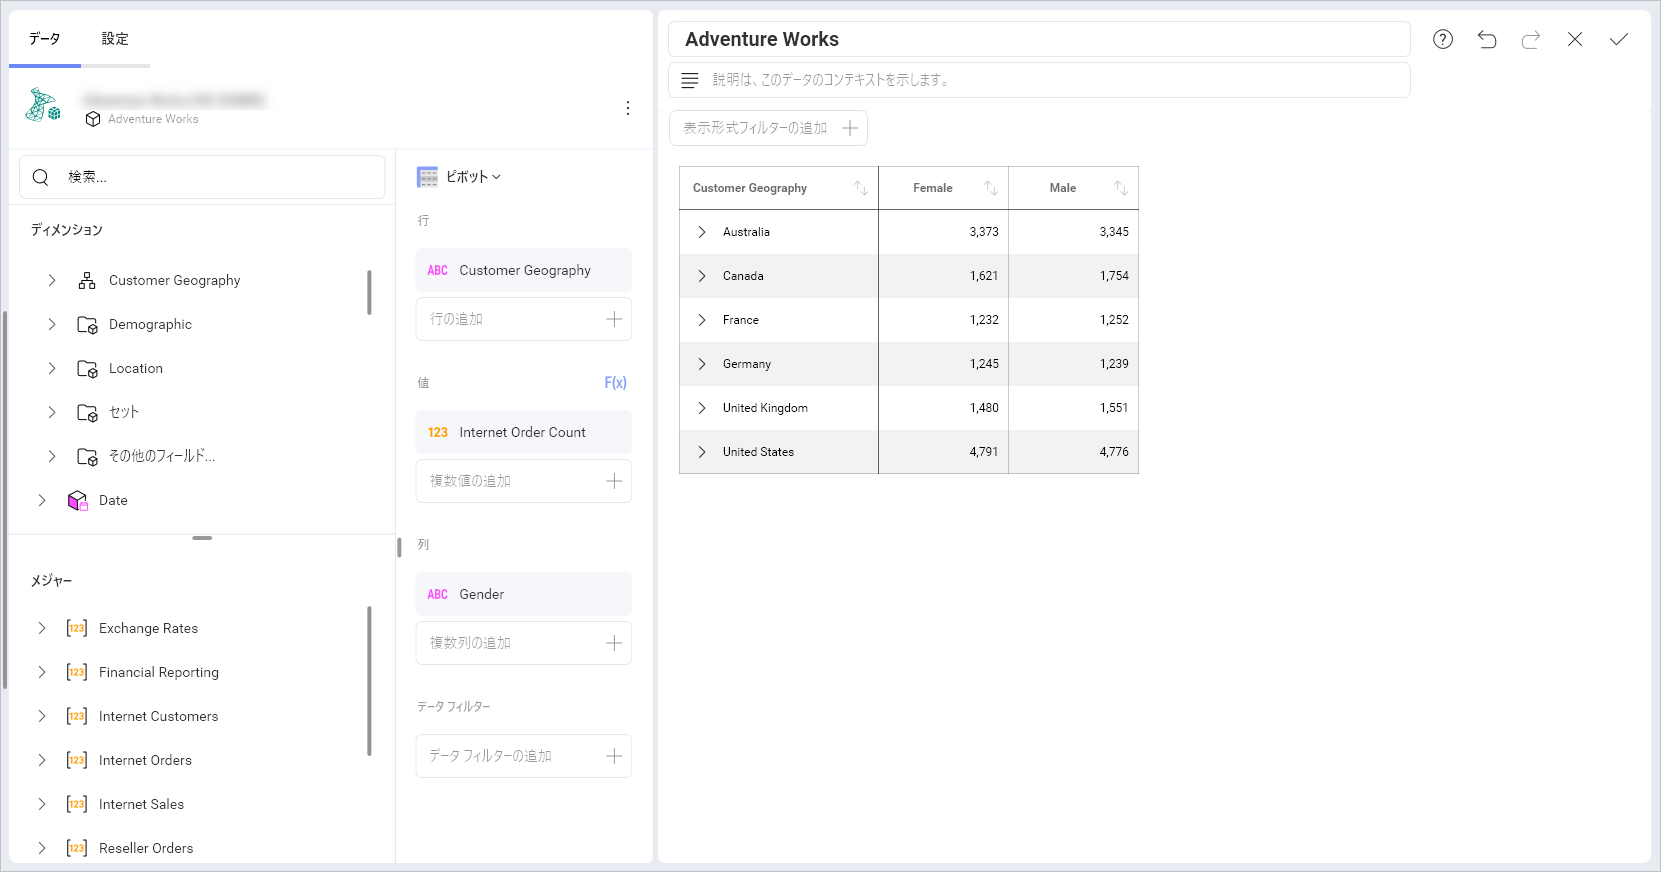 データ 設定
Adventure Works
検索...
ディメンション
Customer Geography
Demographic
Location
セット
その他のフィールド...
Date
メジャー
[123] Exchange Rates
[123] Financial Reporting
[123] Internet Customers
[123] Internet Orders
[123] Internet Sales
[123] Reseller Orders
ピボット
行
ABC Customer Geography
行の追加
値 F(x)
123 Internet Order Count
複数値の追加
列
ABC Gender
複数列の追加
データ フィルター
データ フィルターの追加
Adventure Works
説明は、このデータのコンテキストを示します。
表示形式フィルターの追加
Customer Geography Female Male
Australia 3,373 3,345
Canada 1,621 1,754
France 1,232 1,252
Germany 1,245 1,239
United Kingdom 1,480 1,551
United States 4,791 4,776